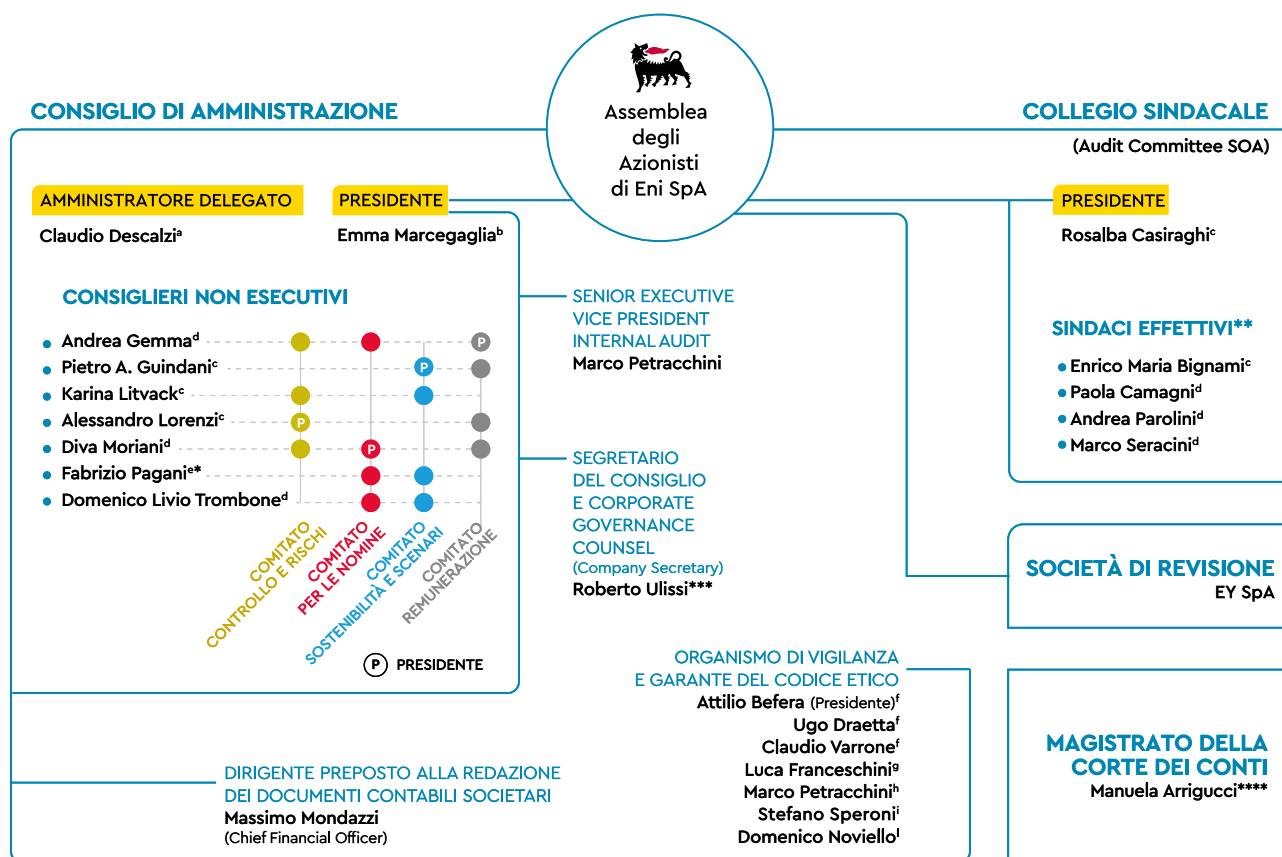 Assemblea
degli
Azionisti
di Eni SpA
CONSIGLIO DI AMMINISTRAZIONE
AMMINISTRATORE DELEGATO
Claudio Descalziᵃ
PRESIDENTE
Emma Marcegagliaᵇ
CONSIGLIERI NON ESECUTIVI
Andrea Gemmaᵈ
P
Pietro A. Guindaniᶜ
P
Karina Litvackᶜ
Alessandro Lorenziᶜ
P
Diva Morianiᵈ
P
Fabrizio Paganiᵉ*
Domenico Livio Tromboneᵈ
COMITATO
CONTROLLO E RISCHI
COMITATO
PER LE NOMINE
COMITATO
SOSTENIBILITÀ E SCENARI
COMITATO
REMUNERAZIONE
P PRESIDENTE
SENIOR EXECUTIVE
VICE PRESIDENT
INTERNAL AUDIT
Marco Petracchini
SEGRETARIO
DEL CONSIGLIO
E CORPORATE
GOVERNANCE
COUNSEL
(Company Secretary)
Roberto Ulissi***
DIRIGENTE PREPOSTO ALLA REDAZIONE
DEI DOCUMENTI CONTABILI SOCIETARI
Massimo Mondazzi
(Chief Financial Officer)
ORGANISMO DI VIGILANZA
E GARANTE DEL CODICE ETICO
Attilio Befera (Presidente)ᶠ
Ugo Draettaᶠ
Claudio Varroneᶠ
Luca Franceschiniᵍ
Marco Petracchiniʰ
Stefano Speroniⁱ
Domenico Novielloˡ
COLLEGIO SINDACALE
(Audit Committee SOA)
PRESIDENTE
Rosalba Casiraghiᶜ
SINDACI EFFETTIVI**
Enrico Maria Bignamiᶜ
Paola Camagniᵈ
Andrea Paroliniᵈ
Marco Seraciniᵈ
SOCIETÀ DI REVISIONE
EY SpA
MAGISTRATO DELLA
CORTE DEI CONTI
Manuela Arrigucci****